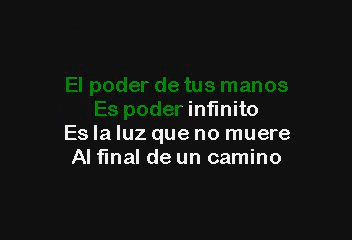 El poder de tus manos
Es poder infinito
Es la luz que no muere
Al final de un camino